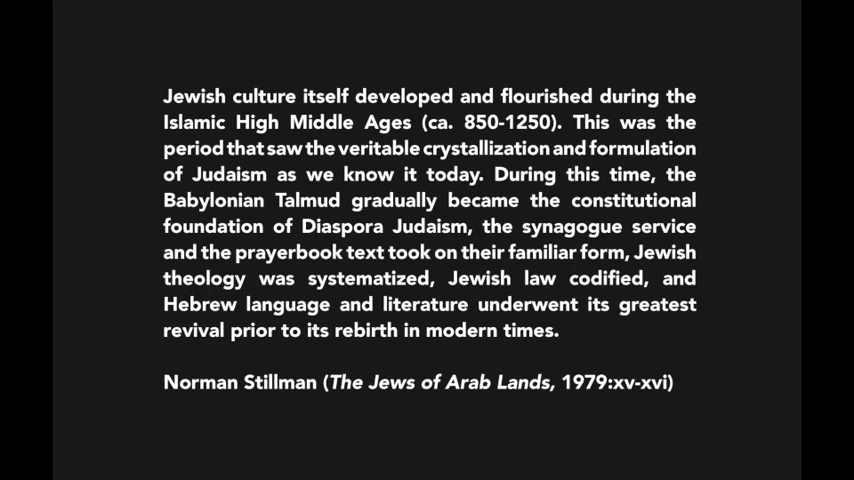 Jewish culture itself developed and flourished during the
Islamic High Middle Ages (ca. 850-1250). This was the
period that saw the veritable crystallization and formulation
of Judaism as we know it today. During this time, the
Babylonian Talmud gradually became the constitutional
foundation of Diaspora Judaism, the synagogue service
and the prayerbook text took on their familiar form, Jewish
theology was systematized, Jewish law codified, and
Hebrew language and literature underwent its greatest
revival prior to its rebirth in modern times.
Norman Stillman (The Jews of Arab Lands, 1979:xv-xvi)